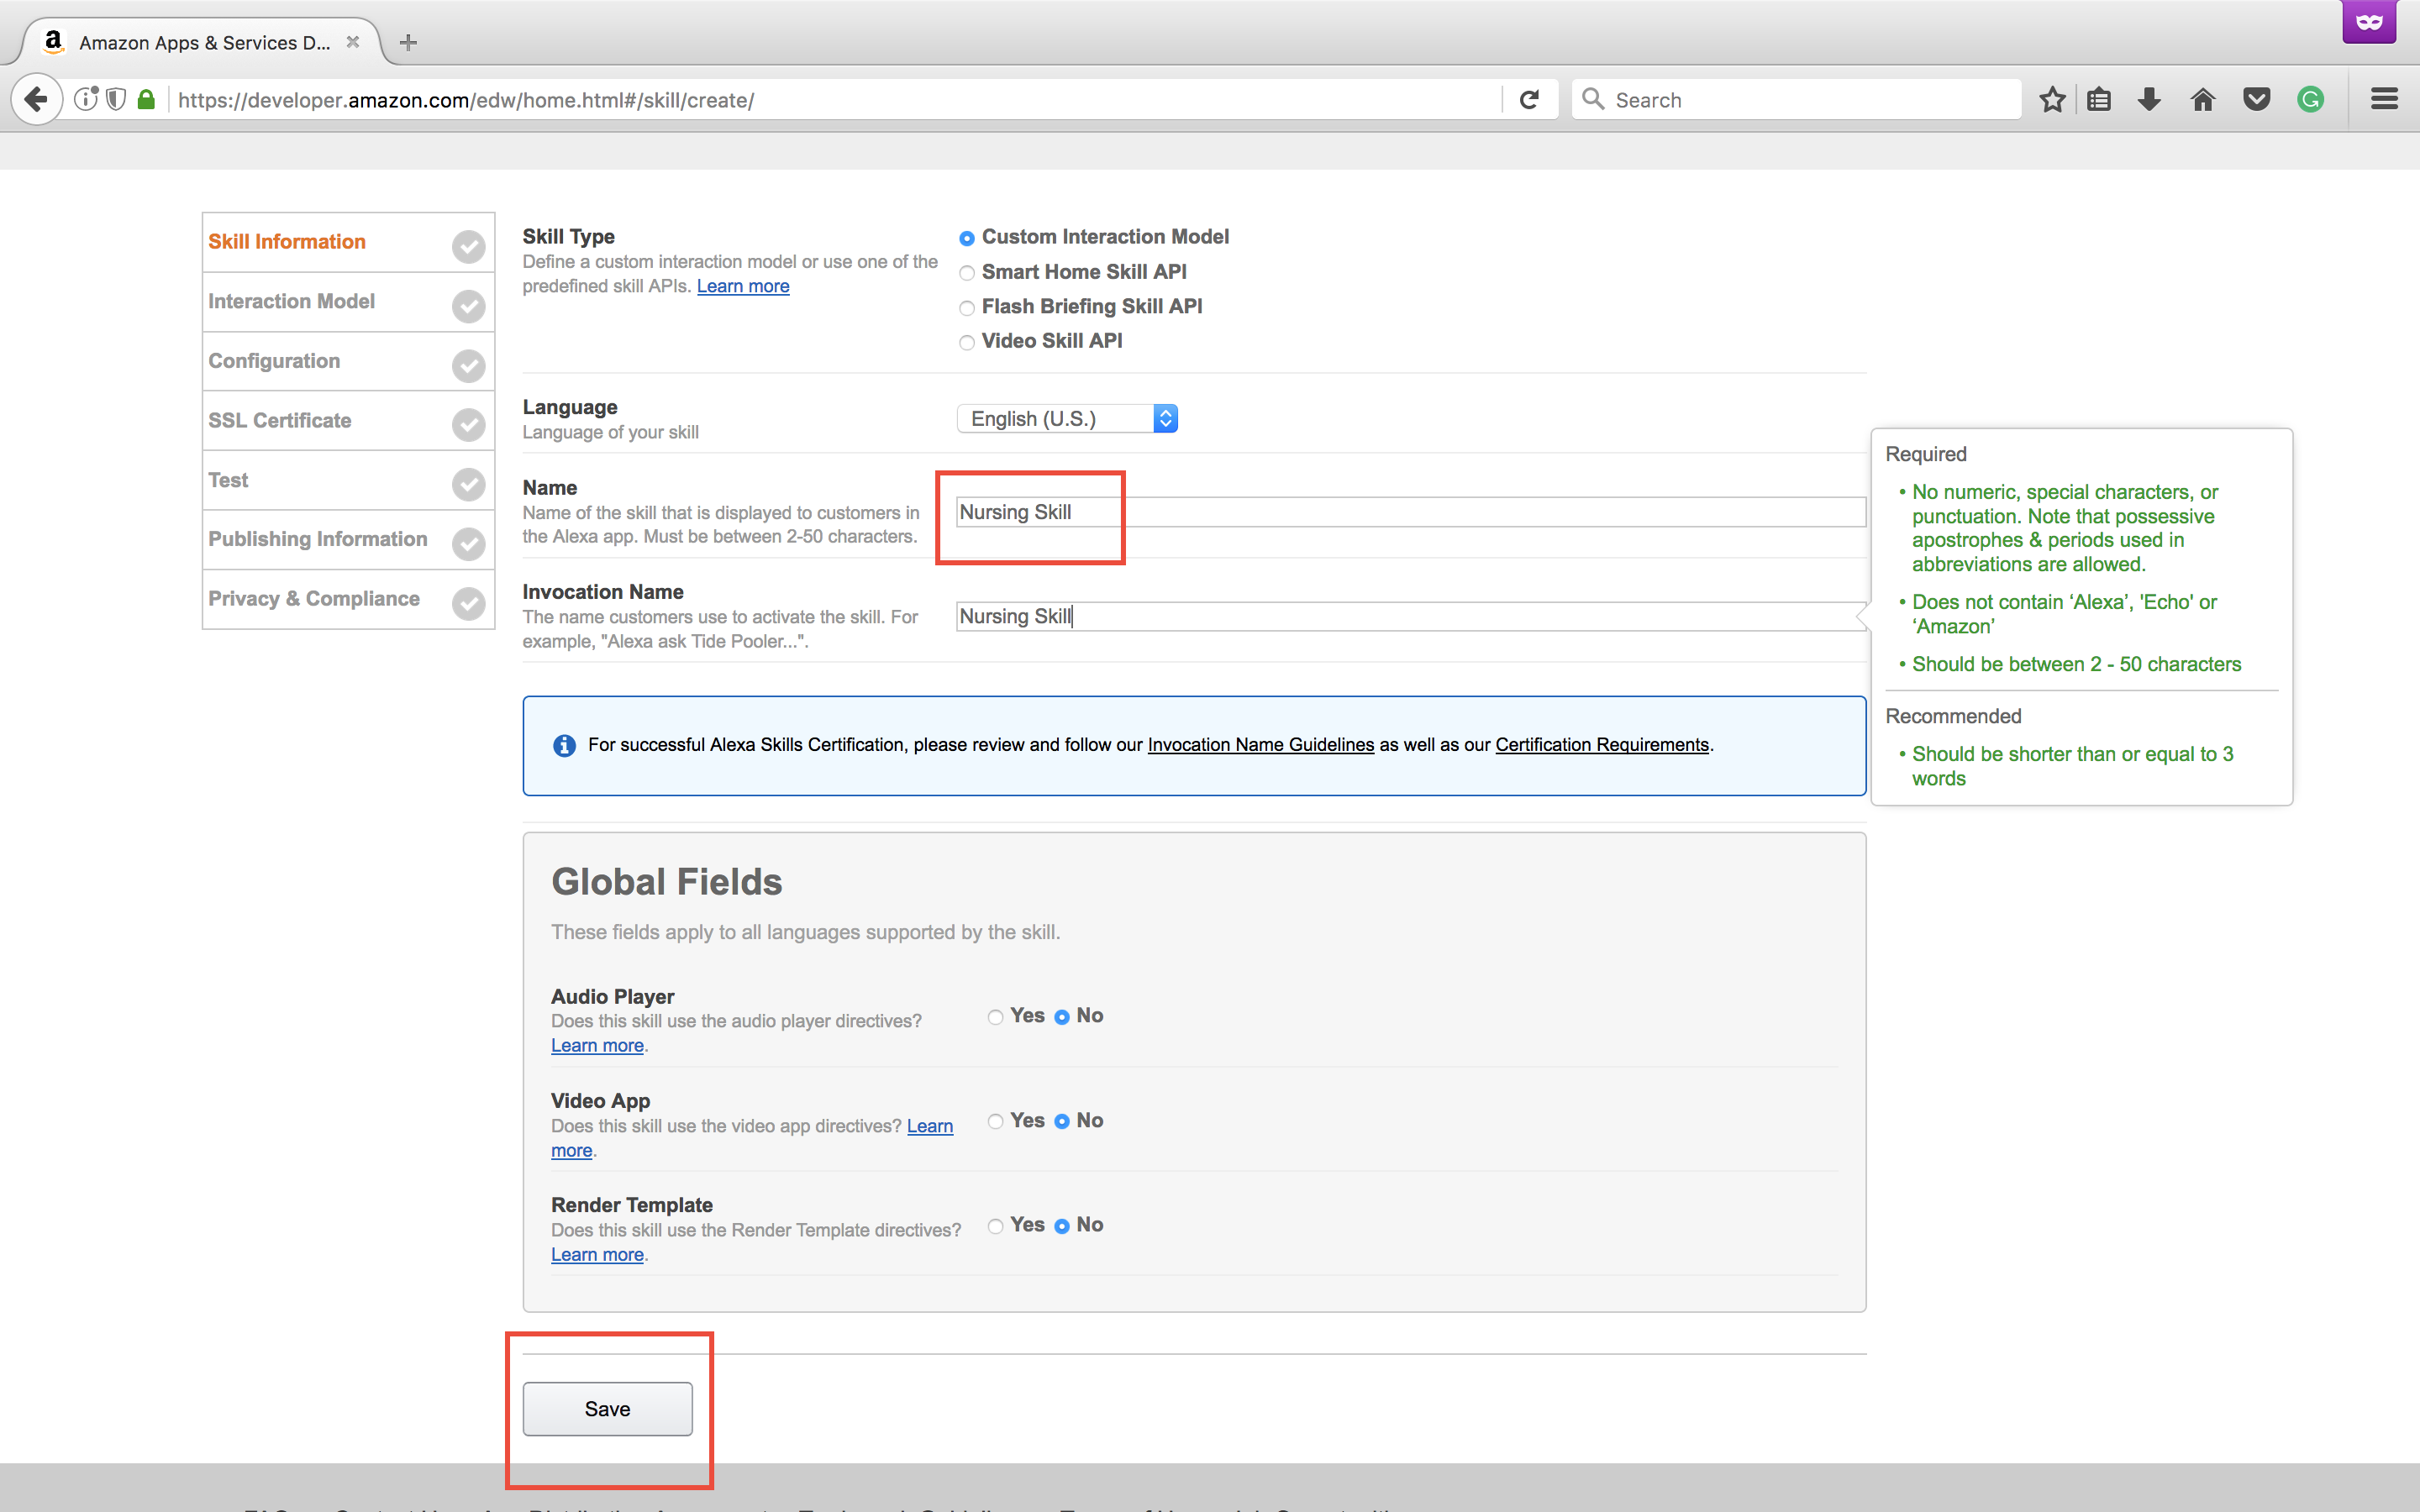 Amazon Apps & Services D...
https://developer.amazon.com/edw/home.html#/skill/create/
Search
Skill Information
Interaction Model
Configuration
SSL Certificate
Test
Publishing Information
Privacy & Compliance
Skill Type
Define a custom interaction model or use one of the
predefined skill APIs. Learn more
Custom Interaction Model
Smart Home Skill API
Flash Briefing Skill API
Video Skill API
Language
Language of your skill
English (U.S.)
Name
Name of the skill that is displayed to customers in
the Alexa app. Must be between 2-50 characters.
Nursing Skill
Invocation Name
The name customers use to activate the skill. For
example, "Alexa ask Tide Pooler...".
Nursing Skill
Required
• No numeric, special characters, or
punctuation. Note that possessive
apostrophes & periods used in
abbreviations are allowed.
• Does not contain ‘Alexa’, 'Echo' or
‘Amazon’
• Should be between 2 - 50 characters
Recommended
• Should be shorter than or equal to 3
words
For successful Alexa Skills Certification, please review and follow our Invocation Name Guidelines as well as our Certification Requirements.
Global Fields
These fields apply to all languages supported by the skill.
Audio Player
Does this skill use the audio player directives?
Learn more.
Yes No
Video App
Does this skill use the video app directives? Learn
more.
Yes No
Render Template
Does this skill use the Render Template directives?
Learn more.
Yes No
Save